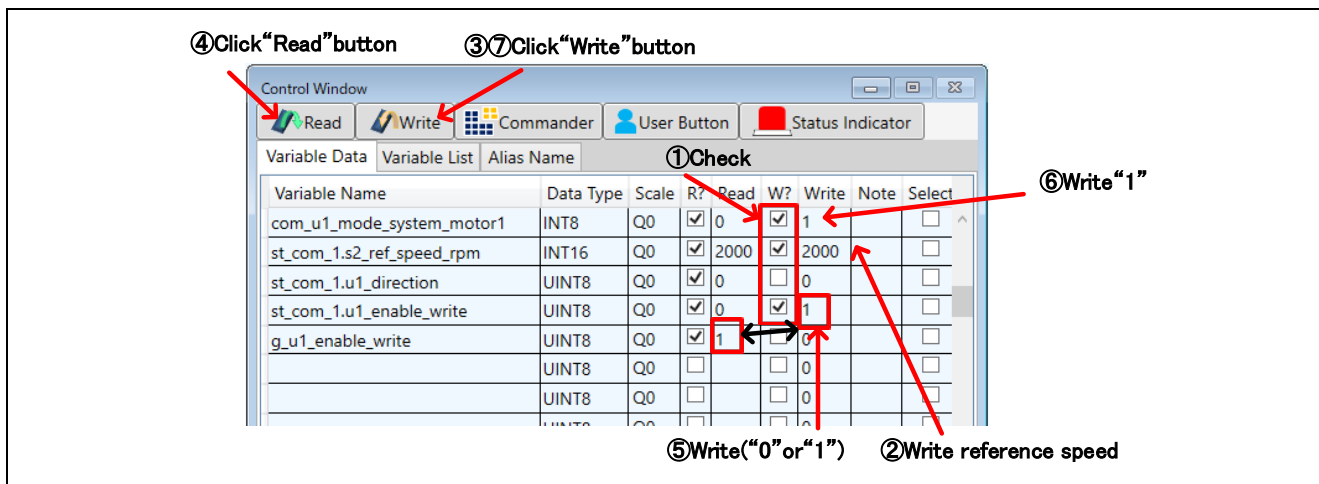 ④Click“Read”button ③⑦Click“Write”button
Control Window
Read Write Commander User Button Status Indicator
Variable Data Variable List Alias Name ①Check
⑥Write“1”
Variable Name Data Type Scale R? Read W? Write Note Select
com_u1_mode_system_motor1 INT8 Q0 0 1
st_com_1.s2_ref_speed_rpm INT16 Q0 2000 2000
st_com_1.u1_direction UINT8 Q0 0 0
st_com_1.u1_enable_write UINT8 Q0 0 1
g_u1_enable_write UINT8 Q0 1 0
UINT8 Q0 0
UINT8 Q0 0
UINT8 Q0 0
⑤Write(“0”or“1”) ②Write reference speed